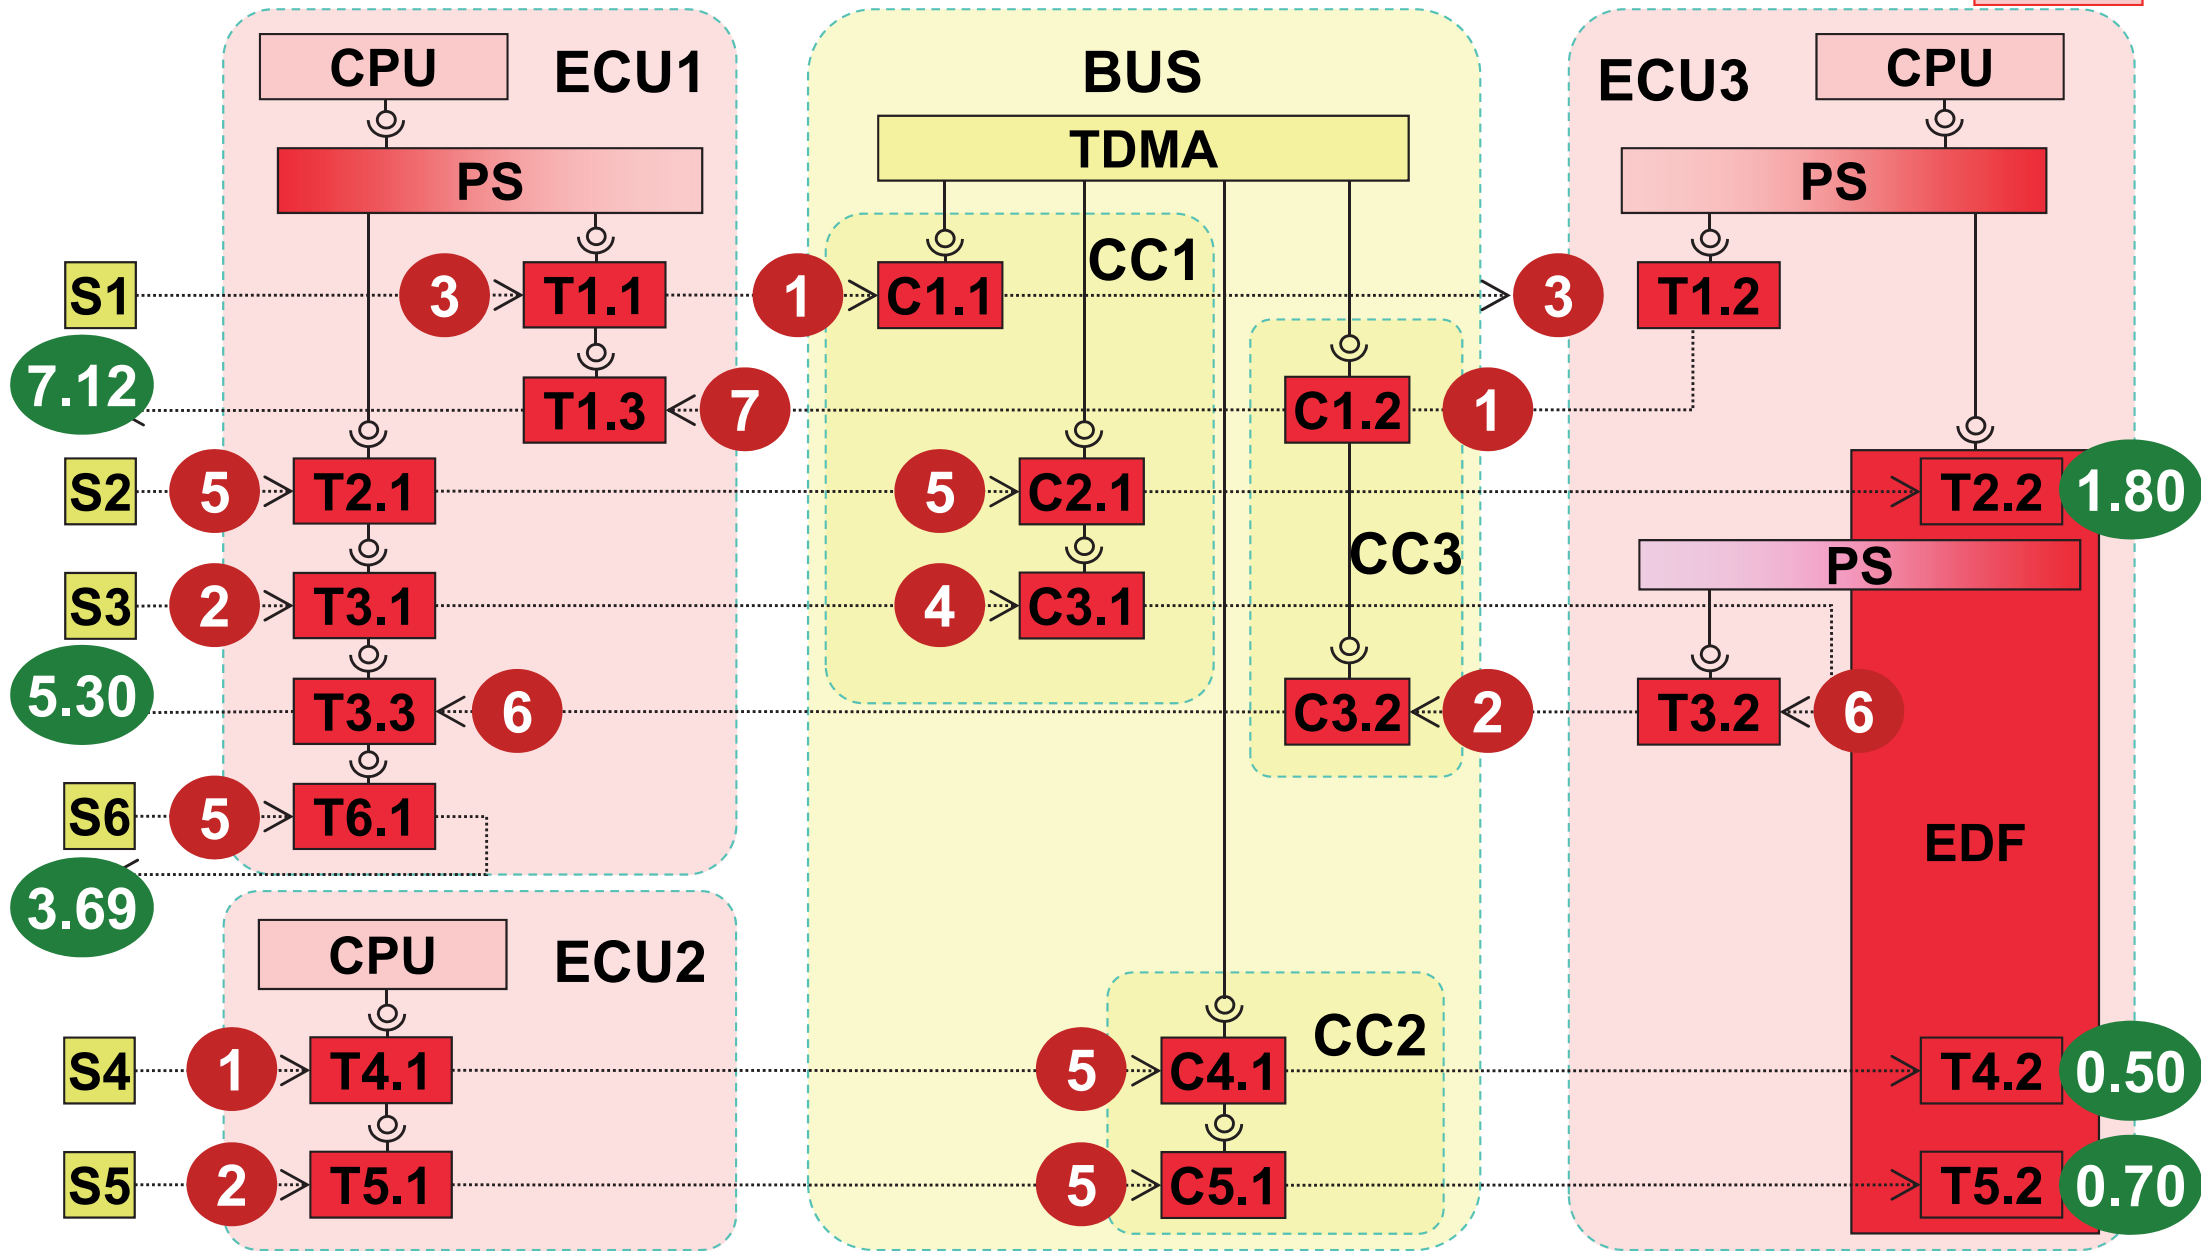 CPU ECU1 BUS ECU3 CPU
TDMA
PS PS
CC1
S1 3 T1.1 1 C1.1 3 T1.2
7.12 T1.3 7 C1.2 1
S2 5 T2.1 5 C2.1 T2.2 1.80
CC3 PS
S3 2 T3.1 4 C3.1
5.30 T3.3 6 C3.2 2 T3.2 6
S6 5 T6.1 EDF
3.69
CPU ECU2
CC2
S4 1 T4.1 5 C4.1 T4.2 0.50
S5 2 T5.1 5 C5.1 T5.2 0.70